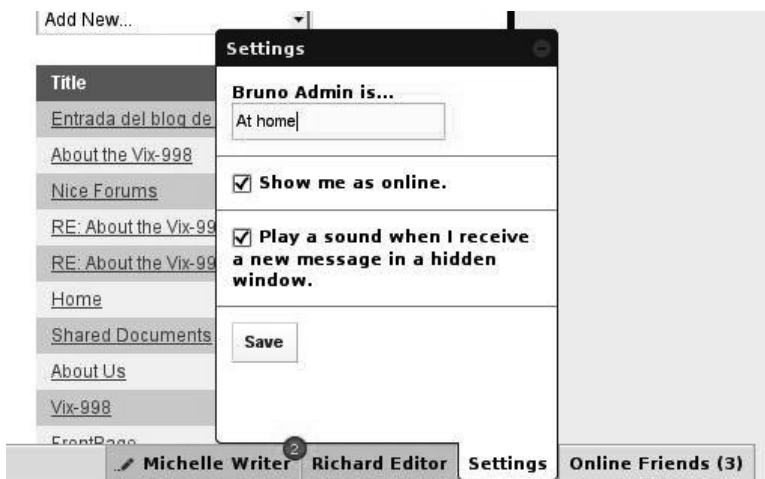 Add New...
Settings
Title
Bruno Admin is...
Entrada del blog de
At home
About the Vix-998
Nice Forums
Show me as online.
RE: About the Vix-99
Play a sound when I receive
a new message in a hidden
window.
RE: About the Vix-99
Home
Shared Documents
Save
About Us
Vix-998
FrontPage
2
Michelle Writer
Richard Editor
Settings
Online Friends (3)